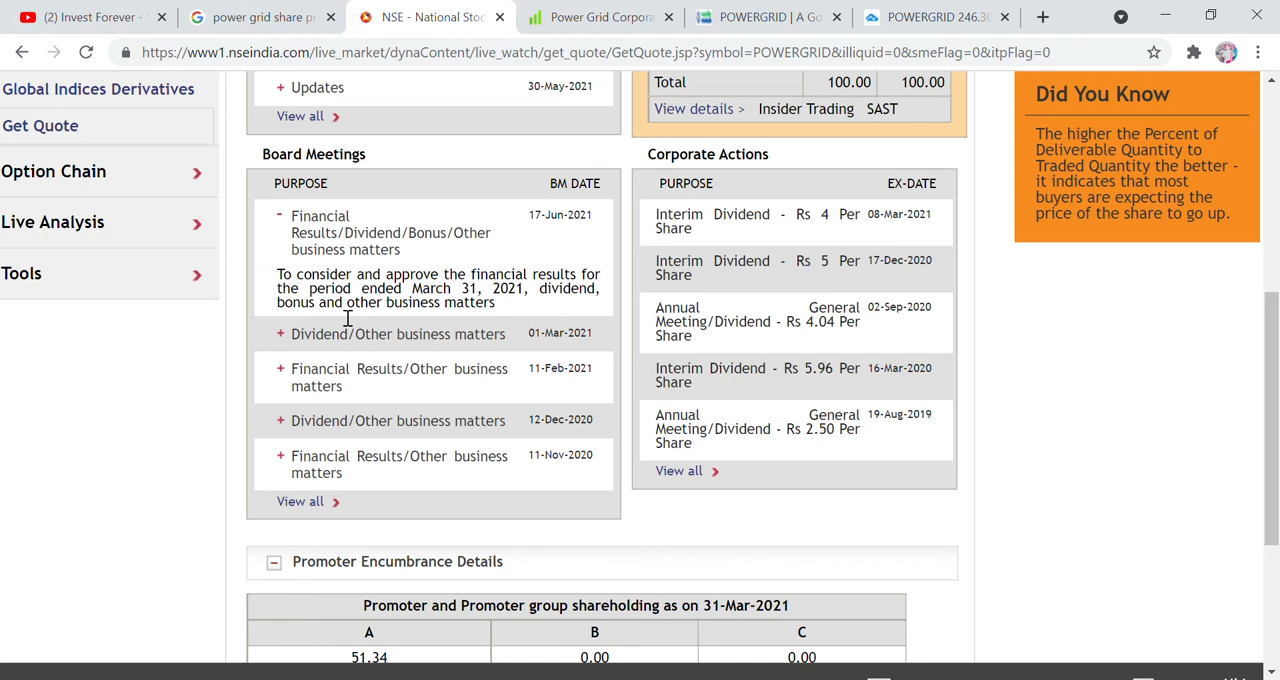 (2) Invest Forever -
power grid share pr
NSE - National Stoc
Power Grid Corpora
POWERGRID | A Go
POWERGRID 246.30
https://www1.nseindia.com/live_market/dynaContent/live_watch/get_quote/GetQuote.jsp?symbol=POWERGRID&illiquid=0&smeFlag=0&itpFlag=0
Global Indices Derivatives
Get Quote
Option Chain
Live Analysis
Tools
+ Updates 30-May-2021
View all
Total 100.00 100.00
View details > Insider Trading SAST
Board Meetings
PURPOSE BM DATE
- Financial 17-Jun-2021
Results/Dividend/Bonus/Other
business matters
To consider and approve the financial results for
the period ended March 31, 2021, dividend,
bonus and other business matters
+ Dividend/Other business matters 01-Mar-2021
+ Financial Results/Other business 11-Feb-2021
matters
+ Dividend/Other business matters 12-Dec-2020
+ Financial Results/Other business 11-Nov-2020
matters
View all
Corporate Actions
PURPOSE EX-DATE
Interim Dividend - Rs 4 Per 08-Mar-2021
Share
Interim Dividend - Rs 5 Per 17-Dec-2020
Share
Annual General 02-Sep-2020
Meeting/Dividend - Rs 4.04 Per
Share
Interim Dividend - Rs 5.96 Per 16-Mar-2020
Share
Annual General 19-Aug-2019
Meeting/Dividend - Rs 2.50 Per
Share
View all
Did You Know
The higher the Percent of
Deliverable Quantity to
Traded Quantity the better -
it indicates that most
buyers are expecting the
price of the share to go up.
Promoter Encumbrance Details
Promoter and Promoter group shareholding as on 31-Mar-2021
A B C
51.34 0.00 0.00